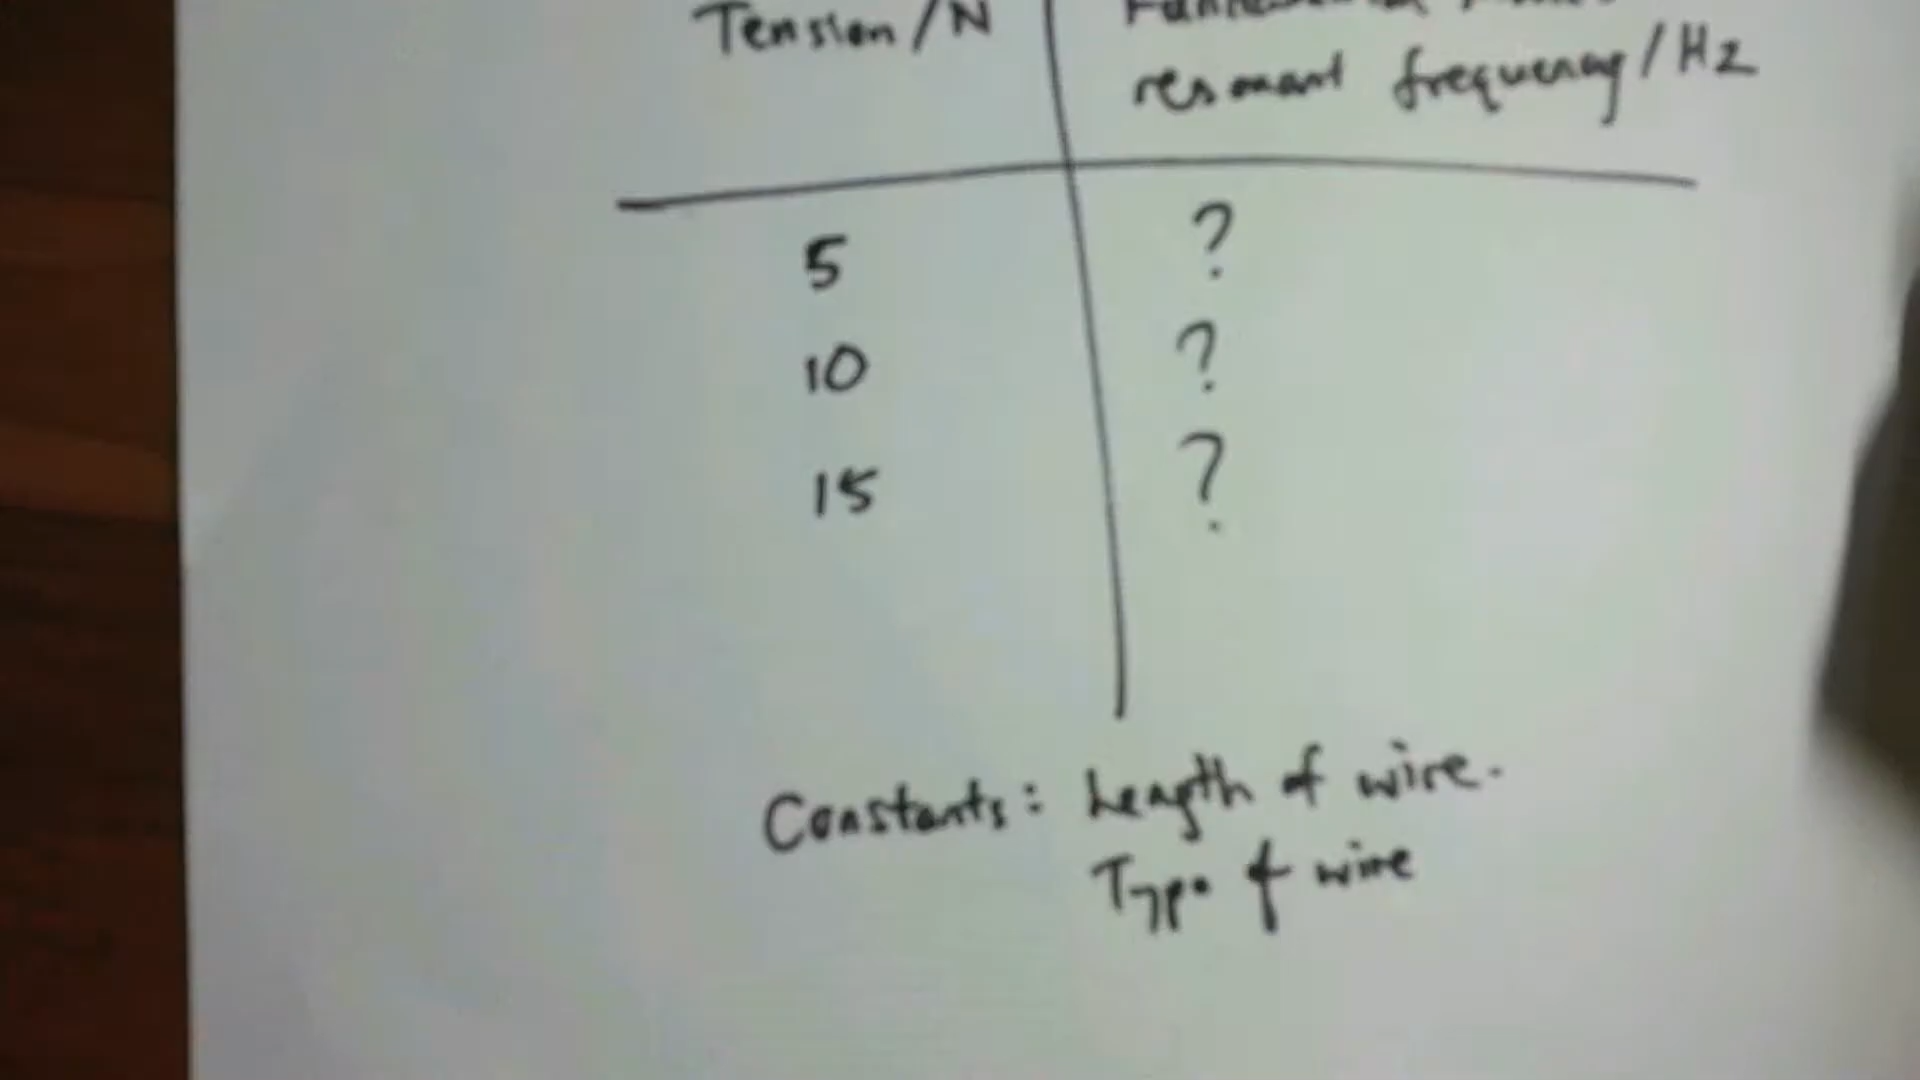 Tension/N
resonant frequency/Hz
5 ?
10 ?
15 ?
Constants: Length of wire.
Type of wire